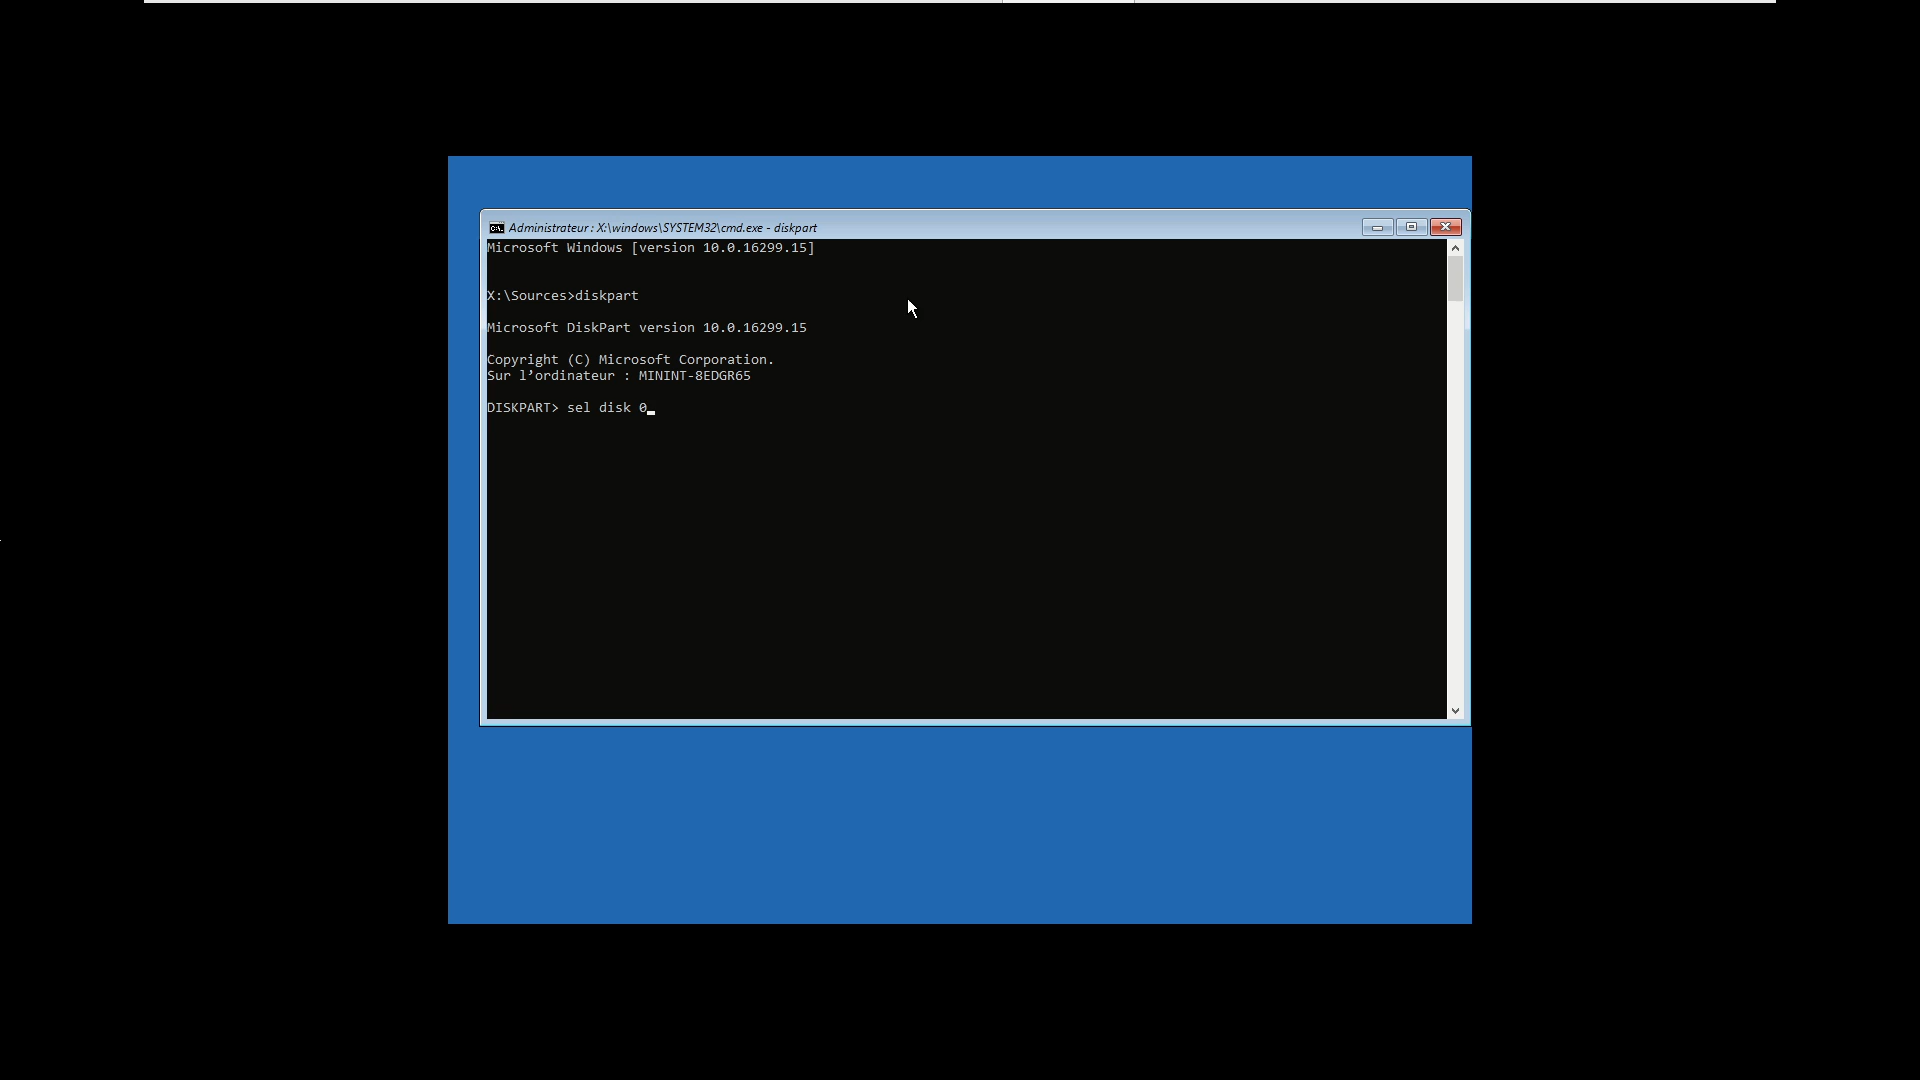 Administrateur : X:\windows\SYSTEM32\cmd.exe - diskpart
Microsoft Windows [version 10.0.16299.15]
X:\Sources>diskpart
Microsoft DiskPart version 10.0.16299.15
Copyright (C) Microsoft Corporation.
Sur l’ordinateur : MININT-8EDGR65
DISKPART> sel disk 0